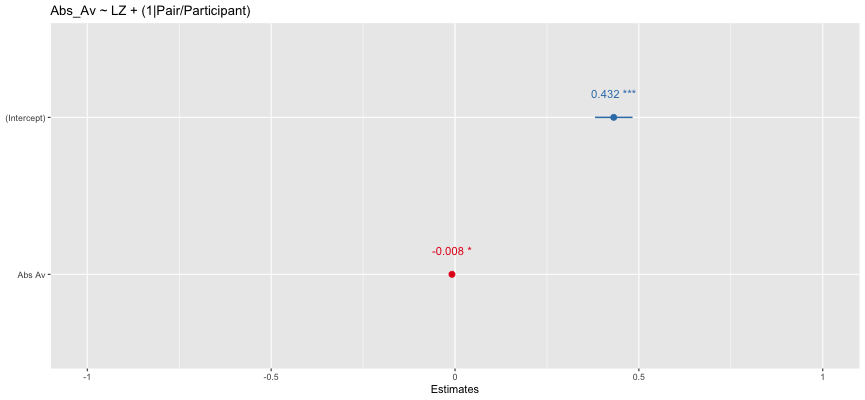 Abs_Av ~ LZ + (1|Pair/Participant)
0.432 ***
(Intercept)
-0.008 *
Abs Av
-1 -0.5 0 0.5 1
Estimates